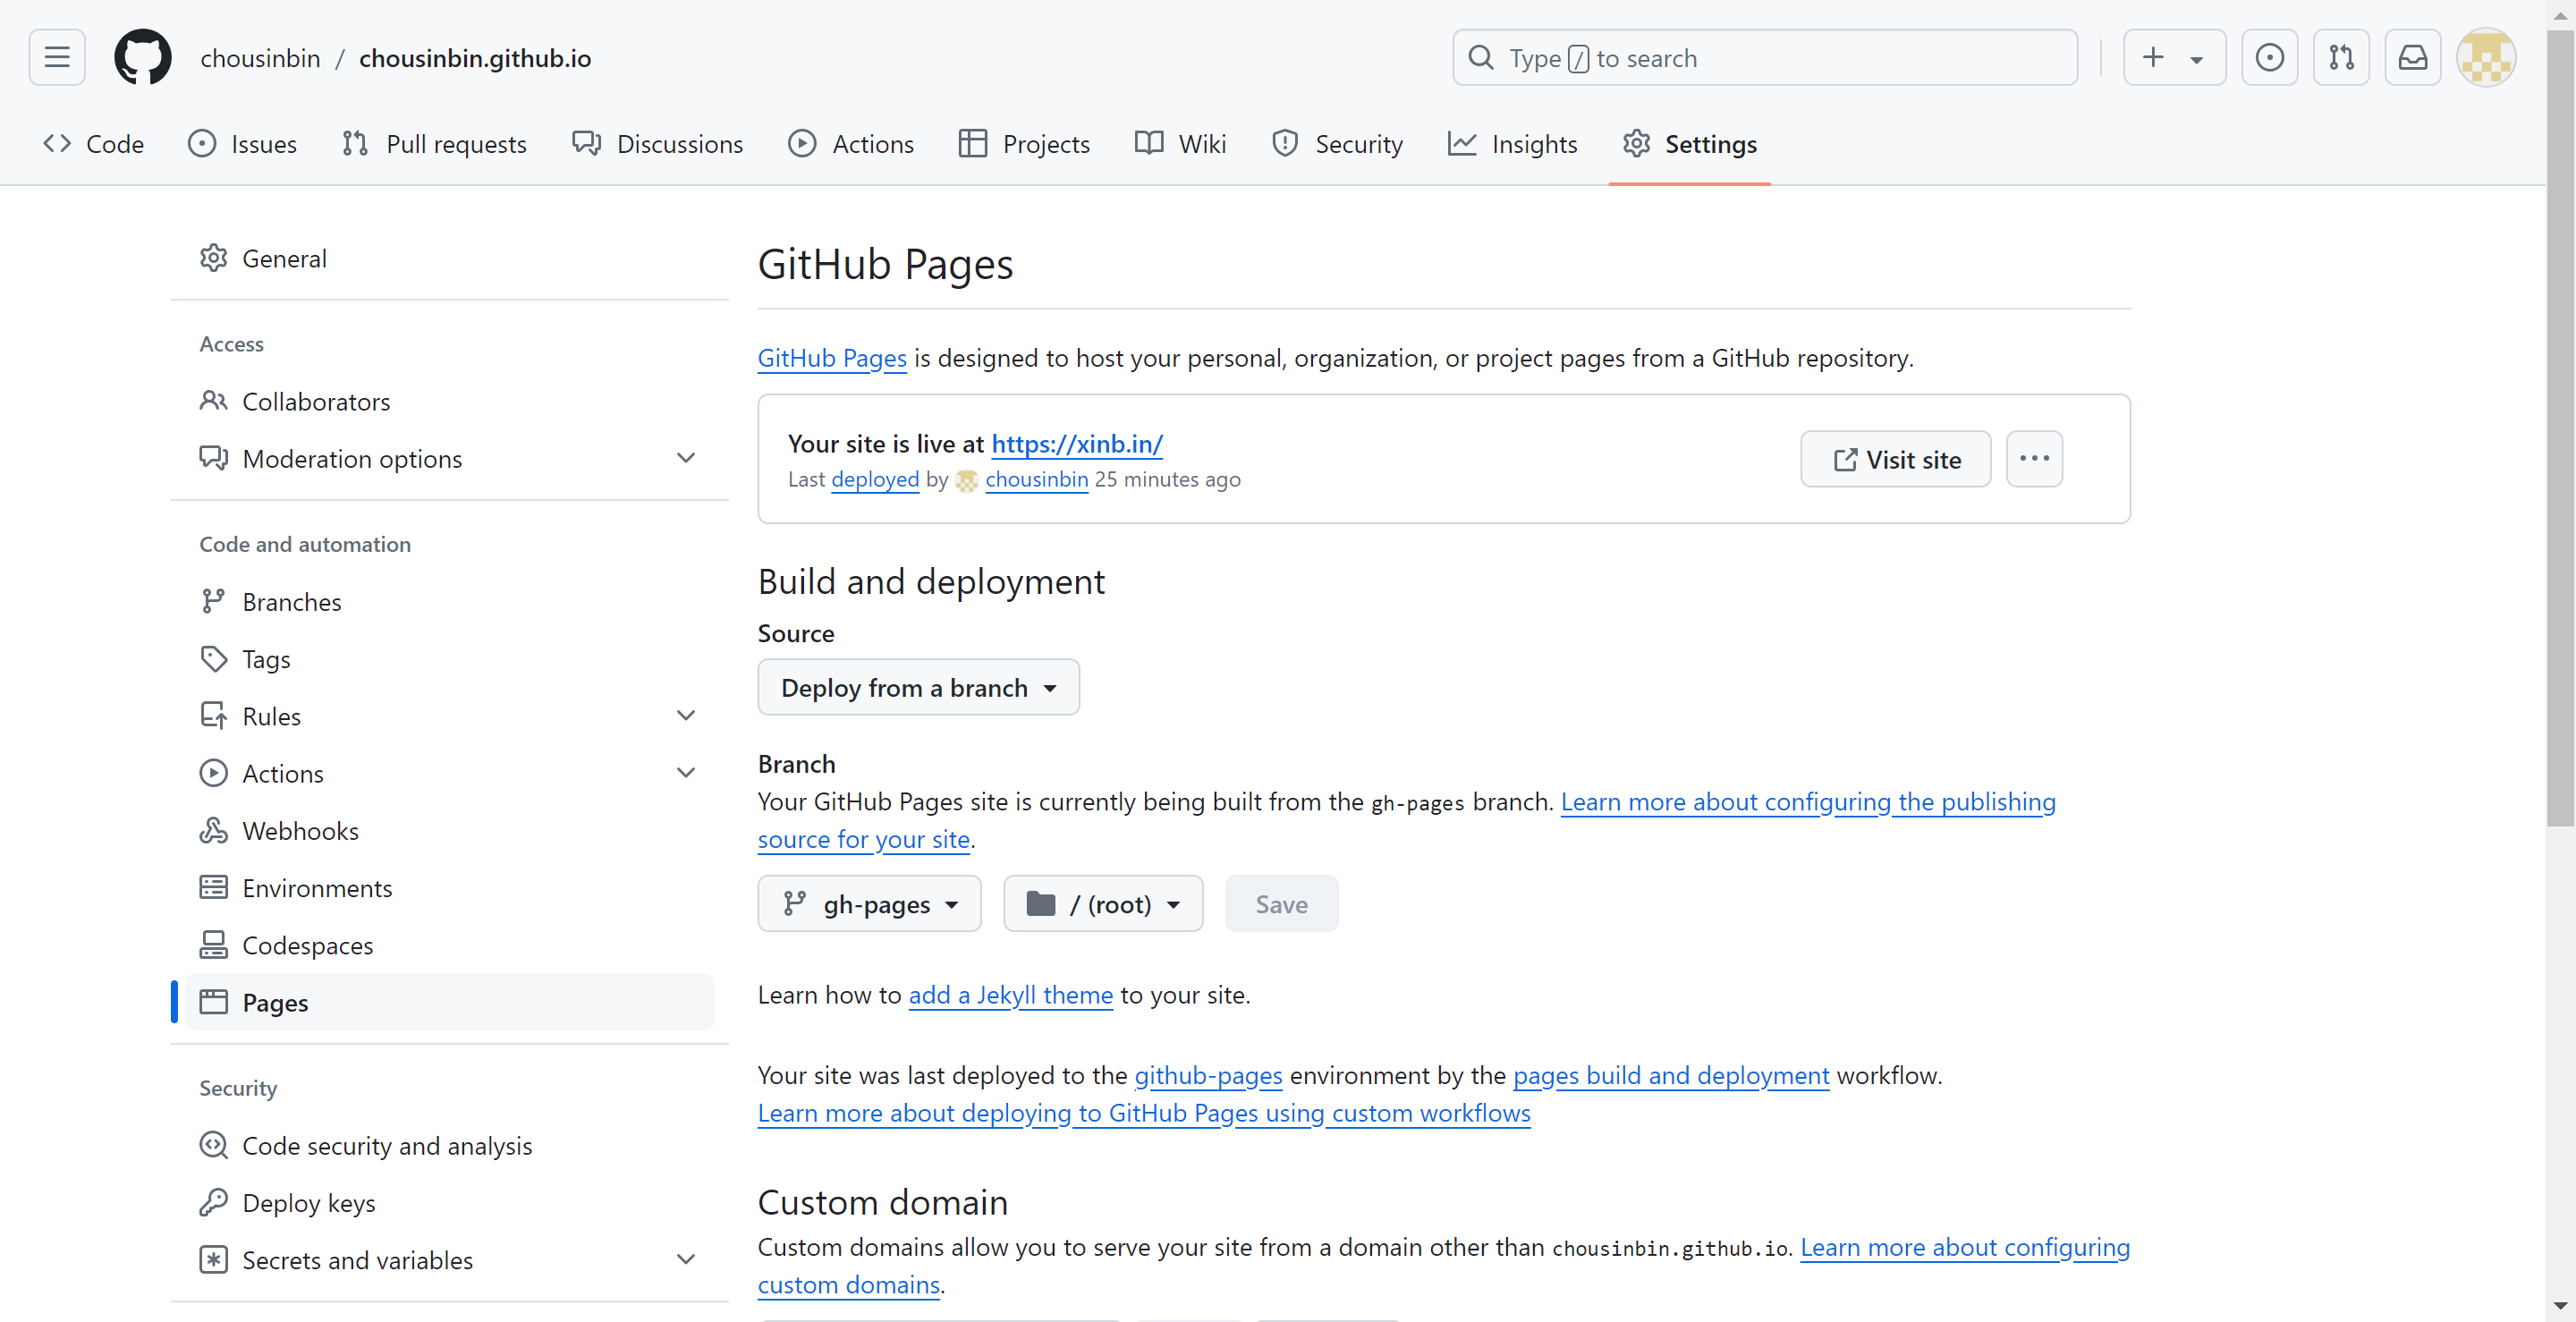 chousinbin / chousinbin.github.io
Type / to search
Code
Issues
Pull requests
Discussions
Actions
Projects
Wiki
Security
Insights
Settings
General
Access
Collaborators
Moderation options
Code and automation
Branches
Tags
Rules
Actions
Webhooks
Environments
Codespaces
Pages
Security
Code security and analysis
Deploy keys
Secrets and variables
GitHub Pages
GitHub Pages is designed to host your personal, organization, or project pages from a GitHub repository.
Your site is live at https://xinb.in/
Last deployed by chousinbin 25 minutes ago
Visit site
Build and deployment
Source
Deploy from a branch
Branch
Your GitHub Pages site is currently being built from the gh-pages branch. Learn more about configuring the publishing
source for your site.
gh-pages
/ (root)
Save
Learn how to add a Jekyll theme to your site.
Your site was last deployed to the github-pages environment by the pages build and deployment workflow.
Learn more about deploying to GitHub Pages using custom workflows
Custom domain
Custom domains allow you to serve your site from a domain other than chousinbin.github.io. Learn more about configuring
custom domains.